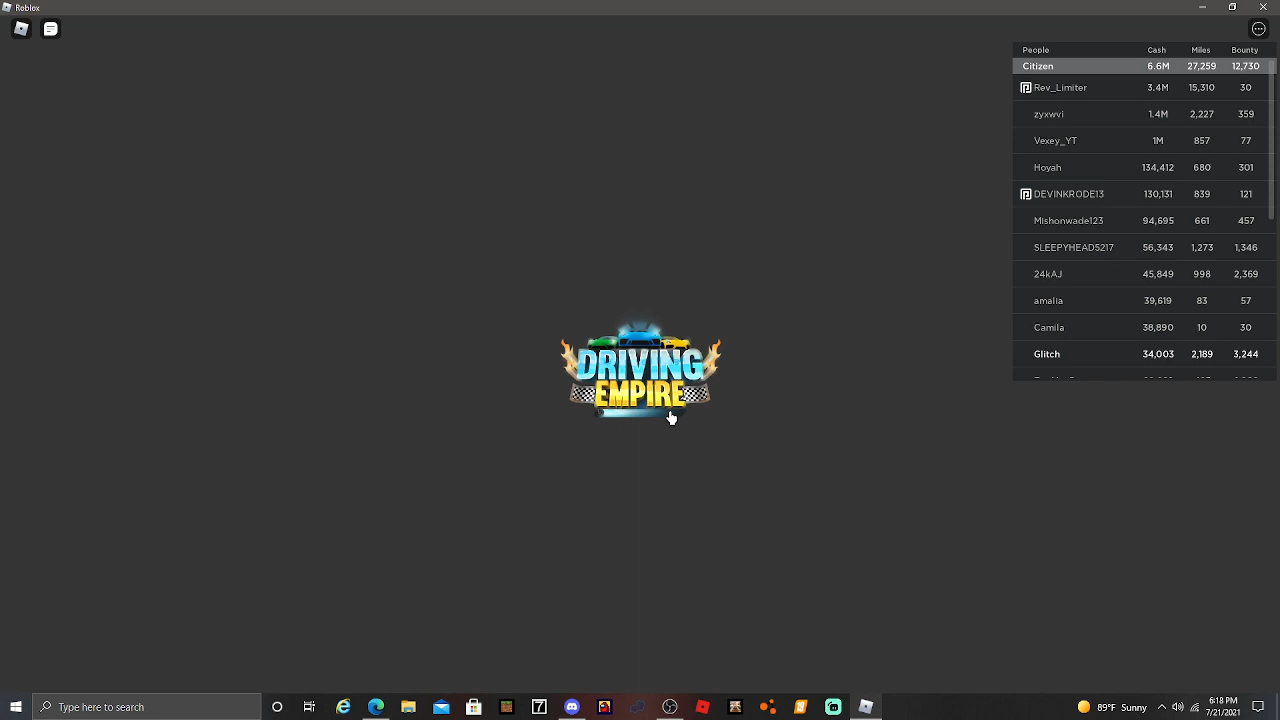 Roblox
People Cash Miles Bounty
Citizen 6.6M 27,259 12,730
Rev_Limiter 3.4M 15,310 30
zyxwvi 1.4M 2,227 359
Vexey_YT 1M 857 77
Hoyah 134,412 680 301
DEVINKRODE13 130,131 839 121
Mishonwade123 94,695 661 457
SLEEPYHEAD5217 56,343 1,273 1,346
24kAJ 45,849 998 2,369
amalia 39,619 83 57
Camila 38,890 10 30
Glitch 34,003 2,189 3,244
DRIVING
EMPIRE
Type here to search
89°F Sunny
6:18 PM
7/21/2021